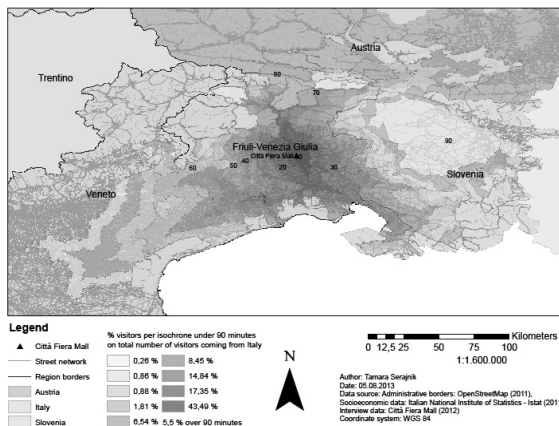 Austria
Trentino
80
70
90
Friuli-Venezia Giulia
Città Fiera Mall
60
50
40
20
30
Slovenia
Veneto
Legend
Città Fiera Mall
Street network
Region borders
Austria
Italy
Slovenia
% visitors per isochrone under 90 minutes
on total number of visitors coming from Italy
0,26 %
8,45 %
0,86 %
14,84 %
0,88 %
17,35 %
1,81 %
43,49 %
6,54 %
5,5 % over 90 minutes
N
Kilometers
0 12,5 25 50 75 100
1:1.600.000
Author: Tamara Serajnik
Date: 05.08.2013
Data source: Administrative borders: OpenStreetMap (2011),
Socioeconomic data: Italian National Institute of Statistics - Istat (2011
Interview data: Città Fiera Mall (2012)
Coordinate system: WGS 84